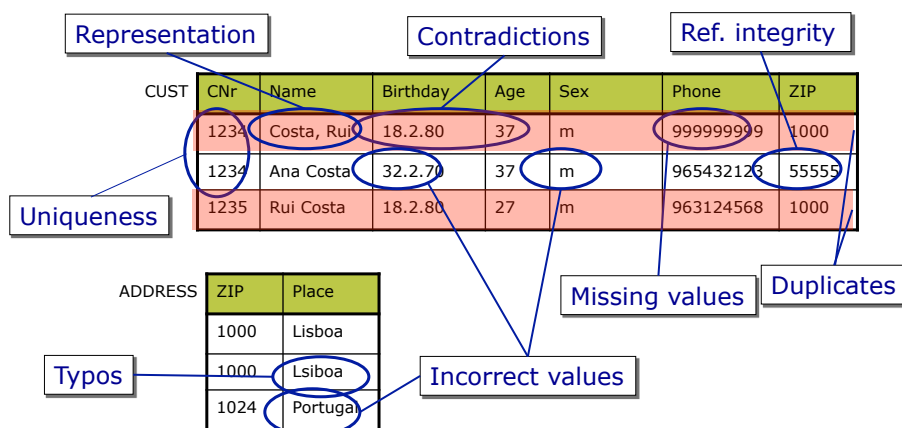 Representation
Contradictions
Ref. integrity
CUST
CNr Name Birthday Age Sex Phone ZIP
1234 Costa, Rui 18.2.80 37 m 999999999 1000
1234 Ana Costa 32.2.70 37 m 965432123 55555
1235 Rui Costa 18.2.80 27 m 963124568 1000
Uniqueness
Missing values
Duplicates
ADDRESS
ZIP Place
1000 Lisboa
1000 Lsiboa
1024 Portugal
Typos
Incorrect values